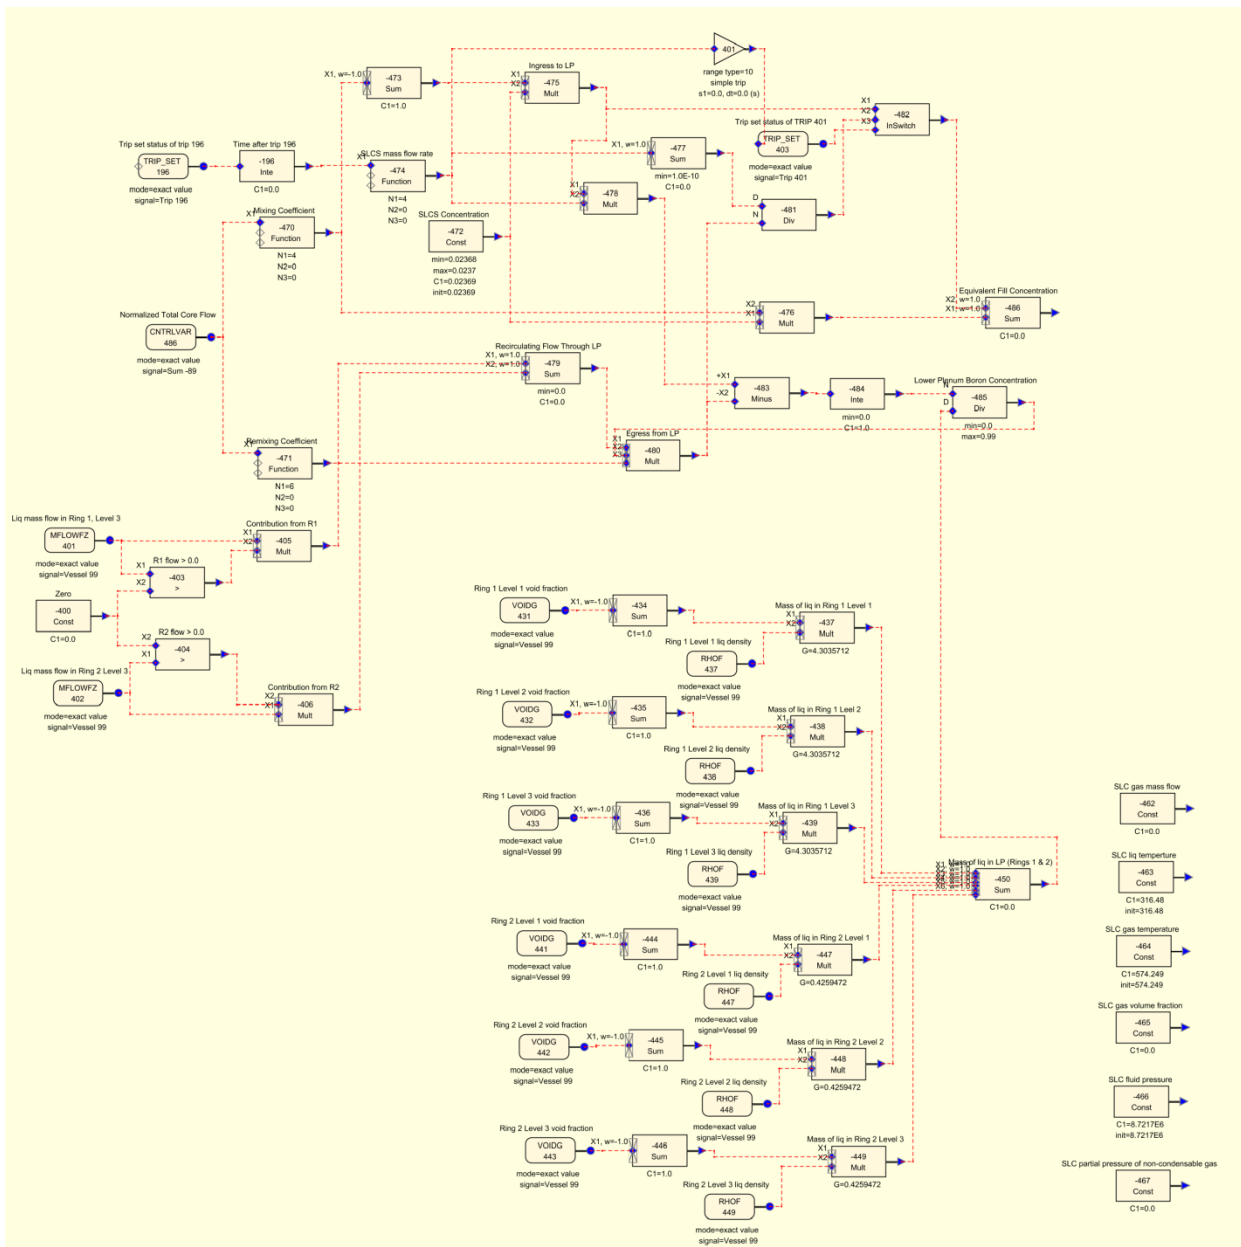 401
range type=10
simple trip
s1=0.0, dt=0.0 (s)
X1, w=-1.0
-473
Sum
C1=1.0
Ingress to LP
X1
X2
-475
Mult
X1
X2
X3
-482
InSwitch
Trip set status of TRIP 401
TRIP_SET
403
mode=exact value
signal=Trip 401
Trip set status of trip 196
TRIP_SET
196
mode=exact value
signal=Trip 196
Time after trip 196
-196
Inte
C1=0.0
SLCS mass flow rate
X1
-474
Function
N1=4
N2=0
N3=0
X1, w=1.0
-477
Sum
min=1.0E-10
C1=0.0
X1
X2
-478
Mult
D
N
-481
Div
Mixing Coefficient
X1
-470
Function
N1=4
N2=0
N3=0
SLCS Concentration
-472
Const
min=0.02368
max=0.0237
C1=0.02369
init=0.02369
Equivalent Fill Concentration
X2, w=1.0
X1, w=1.0
-486
Sum
C1=0.0
X2
X1
-476
Mult
Normalized Total Core Flow
CNTRLVAR
486
mode=exact value
signal=Sum -89
Recirculating Flow Through LP
X1, w=1.0
X2, w=1.0
-479
Sum
min=0.0
C1=0.0
+X1
-X2
-483
Minus
-484
Inte
min=0.0
C1=1.0
Lower Plenum Boron Concentration
N
D
-485
Div
min=0.0
max=0.99
Egress from LP
X1
X2
X3
-480
Mult
Remixing Coefficient
X1
-471
Function
N1=6
N2=0
N3=0
Liq mass flow in Ring 1, Level 3
MFLOWFZ
401
mode=exact value
signal=Vessel 99
Contribution from R1
X1
X2
-405
Mult
R1 flow > 0.0
X1
X2
-403
>
Zero
-400
Const
C1=0.0
R2 flow > 0.0
X2
X1
-404
>
Liq mass flow in Ring 2 Level 3
MFLOWFZ
402
mode=exact value
signal=Vessel 99
Contribution from R2
X2
X1
-406
Mult
Ring 1 Level 1 void fraction
VOIDG
431
mode=exact value
signal=Vessel 99
X1, w=-1.0
-434
Sum
C1=1.0
Mass of liq in Ring 1 Level 1
X1
X2
-437
Mult
G=4.3035712
Ring 1 Level 1 liq density
RHOF
437
mode=exact value
signal=Vessel 99
Ring 1 Level 2 void fraction
VOIDG
432
mode=exact value
signal=Vessel 99
X1, w=-1.0
-435
Sum
C1=1.0
Mass of liq in Ring 1 Leel 2
X1
X2
-438
Mult
G=4.3035712
Ring 1 Level 2 liq density
RHOF
438
mode=exact value
signal=Vessel 99
Ring 1 Level 3 void fraction
VOIDG
433
mode=exact value
signal=Vessel 99
X1, w=-1.0
-436
Sum
C1=1.0
Mass of liq in Ring 1 Level 3
X1
X2
-439
Mult
G=4.3035712
Ring 1 Level 3 liq density
RHOF
439
mode=exact value
signal=Vessel 99
Mass of liq in LP (Rings 1 & 2)
-450
Sum
C1=0.0
Ring 2 Level 1 void fraction
VOIDG
441
mode=exact value
signal=Vessel 99
X1, w=-1.0
-444
Sum
C1=1.0
Mass of liq in Ring 2 Level 1
X1
X2
-447
Mult
G=0.4259472
Ring 2 Level 1 liq density
RHOF
447
mode=exact value
signal=Vessel 99
Ring 2 Level 2 void fraction
VOIDG
442
mode=exact value
signal=Vessel 99
X1, w=-1.0
-445
Sum
C1=1.0
Mass of liq in Ring 2 Level 2
X1
X2
-448
Mult
G=0.4259472
Ring 2 Level 2 liq density
RHOF
448
mode=exact value
signal=Vessel 99
Ring 2 Level 3 void fraction
VOIDG
443
mode=exact value
signal=Vessel 99
X1, w=-1.0
-446
Sum
C1=1.0
Mass of liq in Ring 2 Level 3
X1
X2
-449
Mult
G=0.4259472
Ring 2 Level 3 liq density
RHOF
449
mode=exact value
signal=Vessel 99
SLC gas mass flow
-462
Const
C1=0.0
SLC liq temperture
-463
Const
C1=316.48
init=316.48
SLC gas temperature
-464
Const
C1=574.249
init=574.249
SLC gas volume fraction
-465
Const
C1=0.0
SLC fluid pressure
-466
Const
C1=8.7217E6
init=8.7217E6
SLC partial pressure of non-condensable gas
-467
Const
C1=0.0